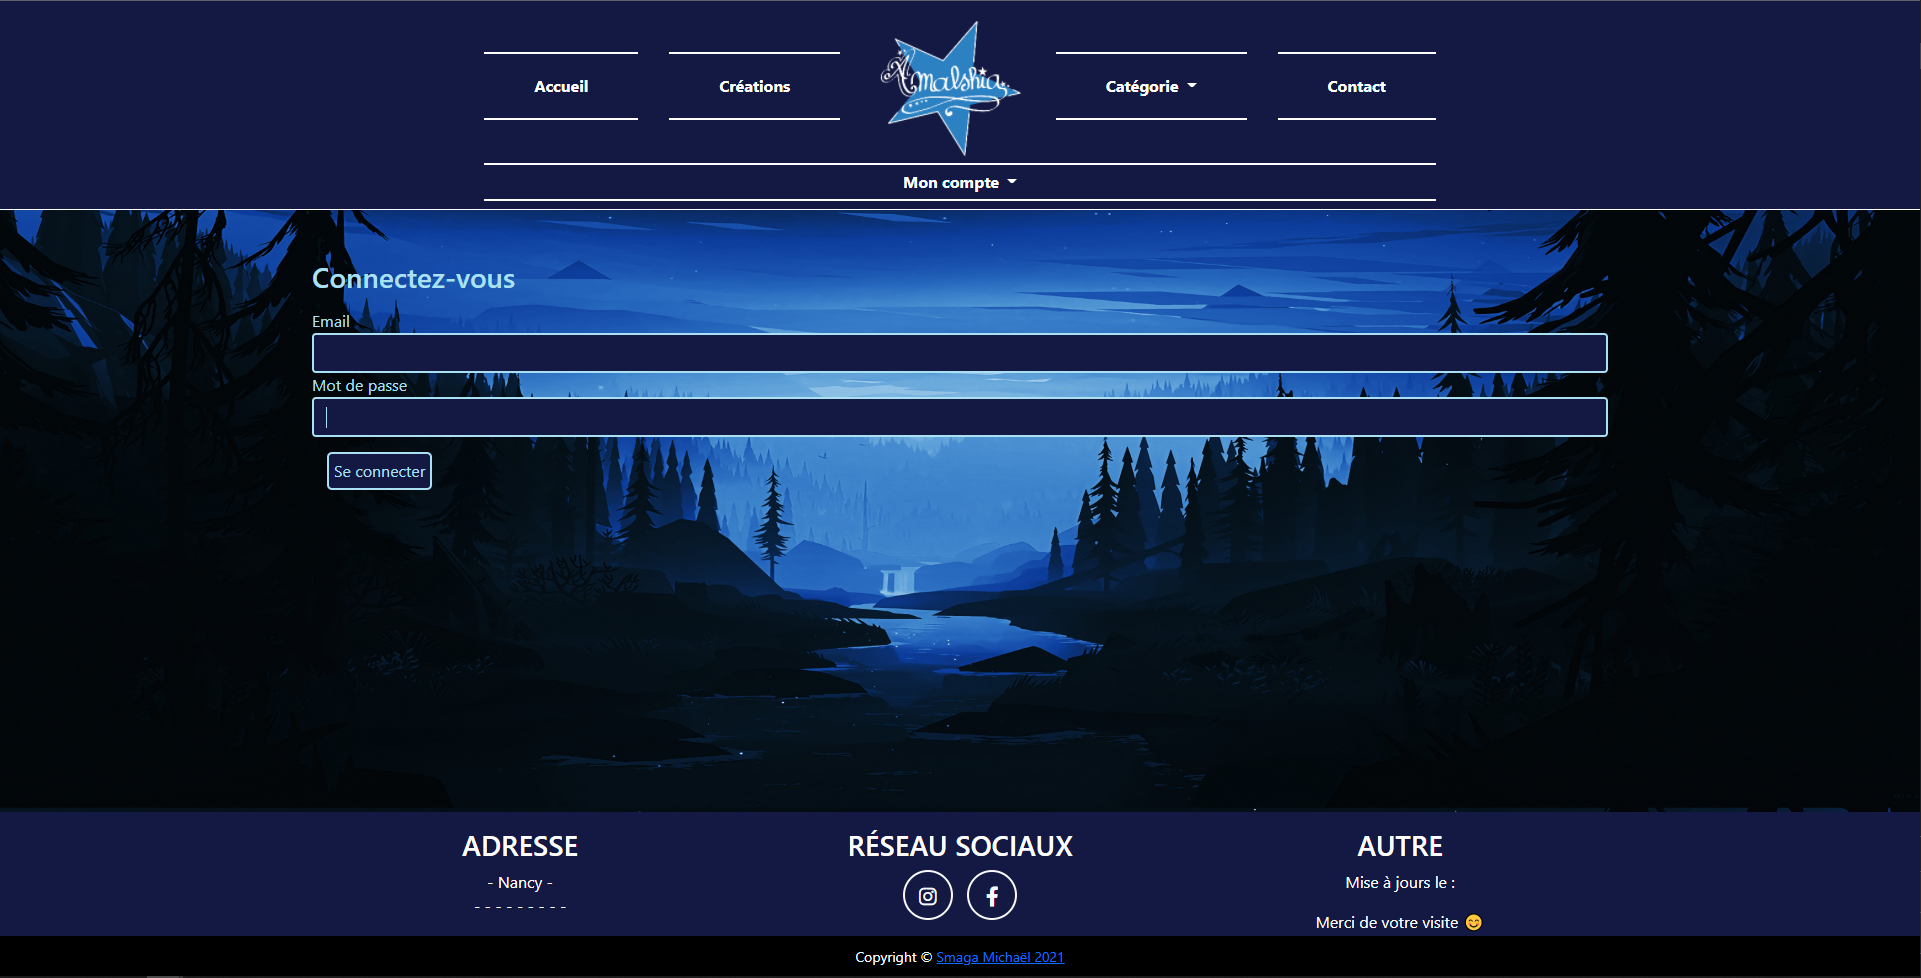 Accueil
Créations
Amalshia
Catégorie
Contact
Mon compte
Connectez-vous
Email
Mot de passe
Se connecter
ADRESSE
- Nancy -
- - - - - - - - -
RÉSEAU SOCIAUX
AUTRE
Mise à jours le :
Merci de votre visite 😊
Copyright © Smaga Michaël 2021